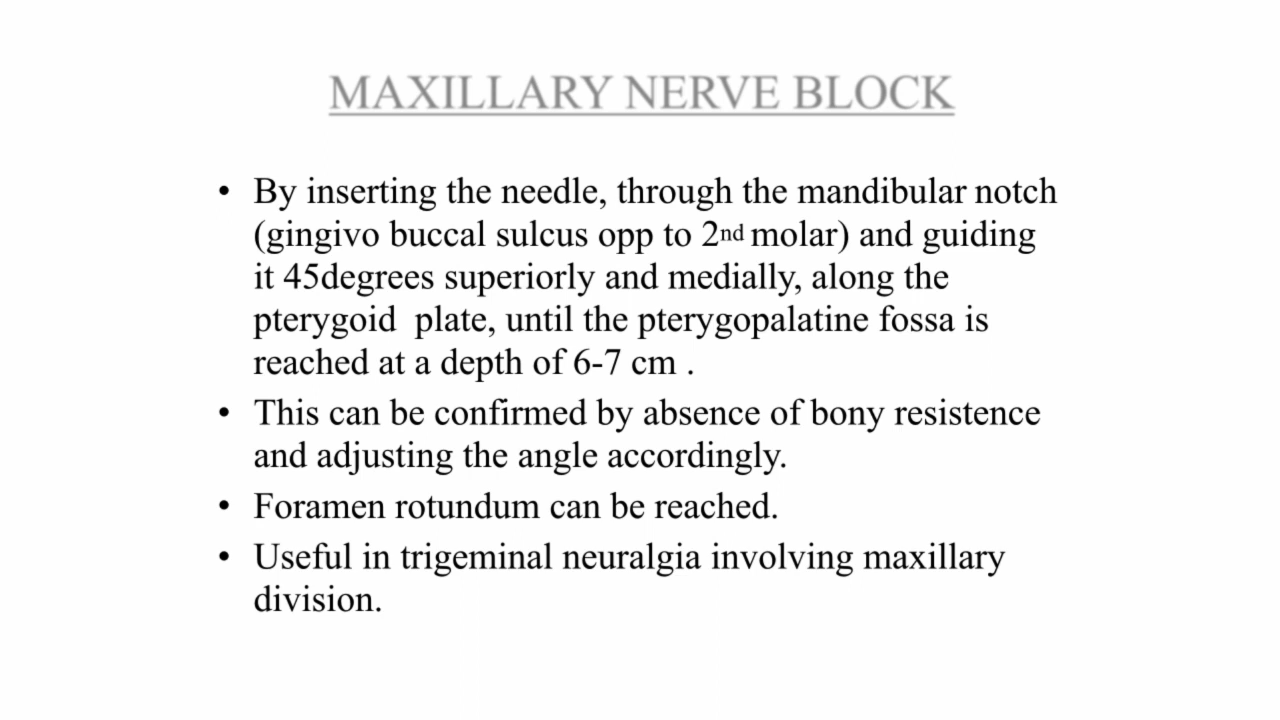 MAXILLARY NERVE BLOCK
• By inserting the needle, through the mandibular notch
(gingivo buccal sulcus opp to 2nd molar) and guiding
it 45degrees superiorly and medially, along the
pterygoid  plate, until the pterygopalatine fossa is
reached at a depth of 6-7 cm .
• This can be confirmed by absence of bony resistence
and adjusting the angle accordingly.
• Foramen rotundum can be reached.
• Useful in trigeminal neuralgia involving maxillary
division.